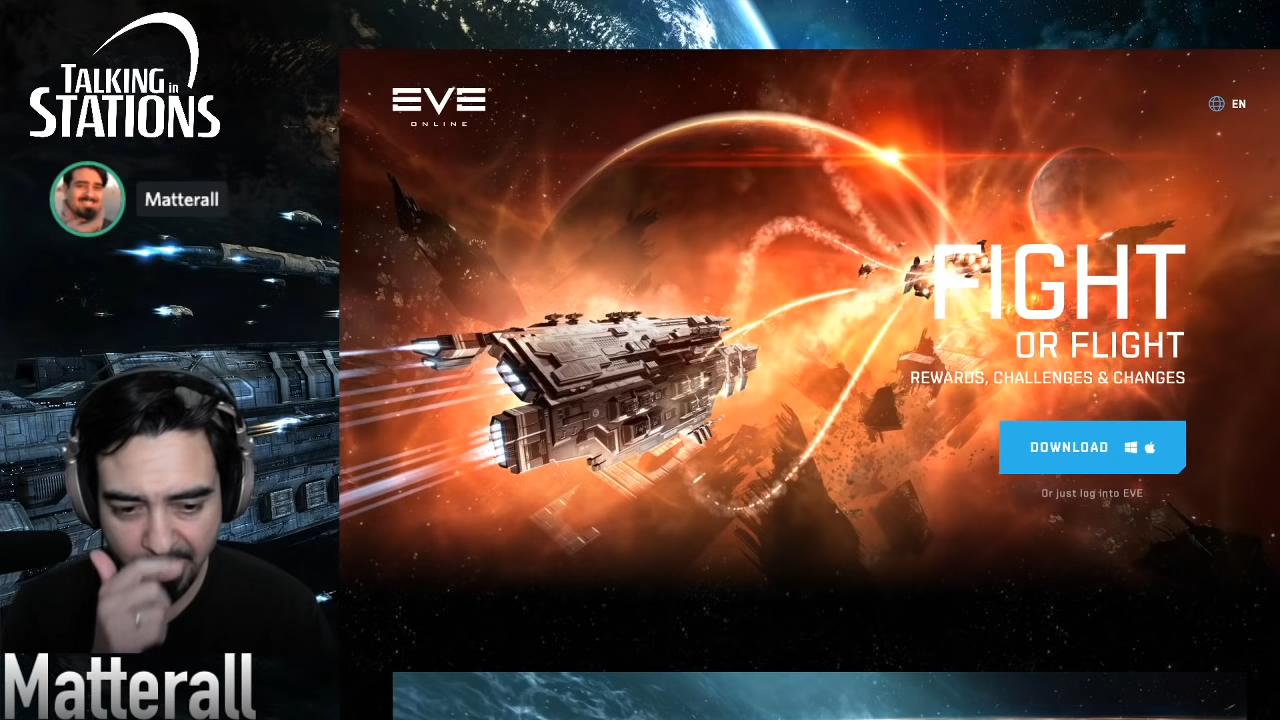 TALKING in
STATIONS
Matterall
EVE
ONLINE
EN
FIGHT
OR FLIGHT
REWARDS, CHALLENGES & CHANGES
DOWNLOAD
Or just log into EVE
Matterall